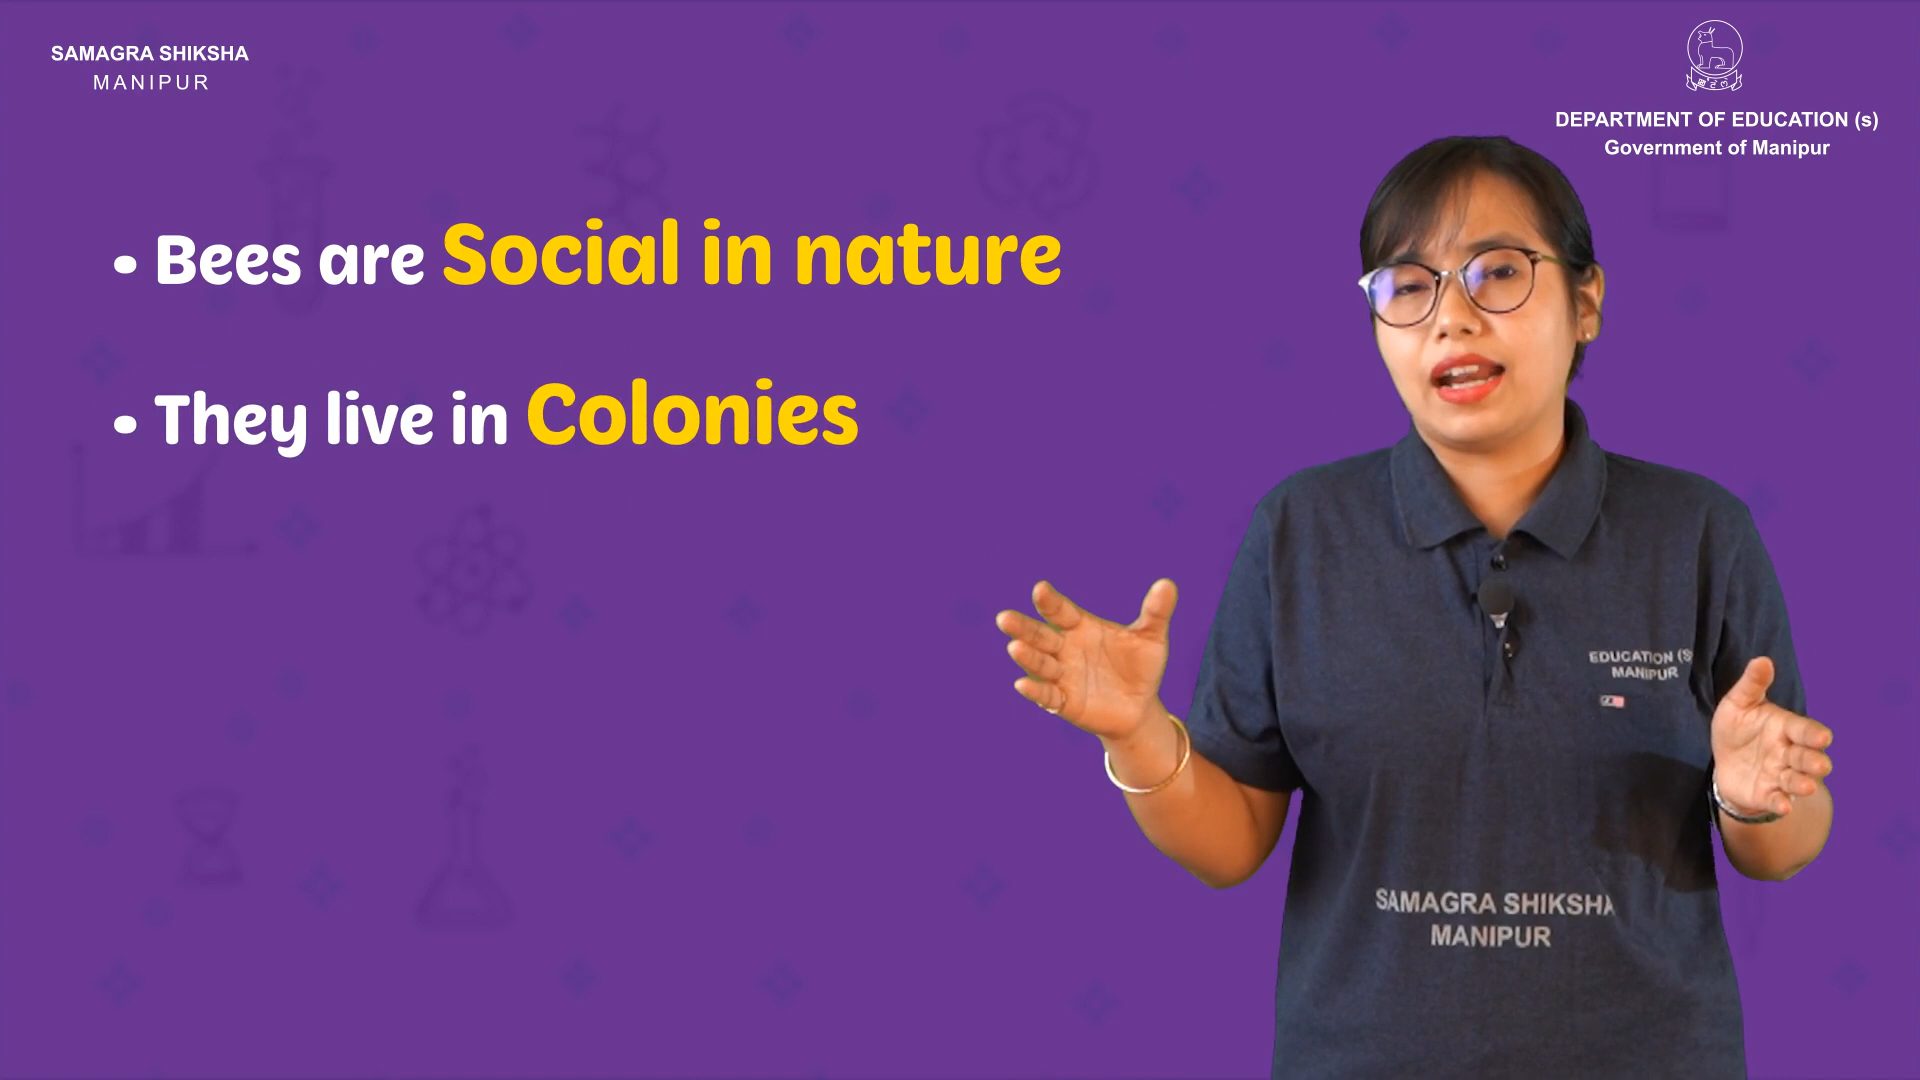 SAMAGRA SHIKSHA
MANIPUR
DEPARTMENT OF EDUCATION (s)
Government of Manipur
• Bees are Social in nature
• They live in Colonies
EDUCATION (S
MANIPUR
SAMAGRA SHIKSHA
MANIPUR